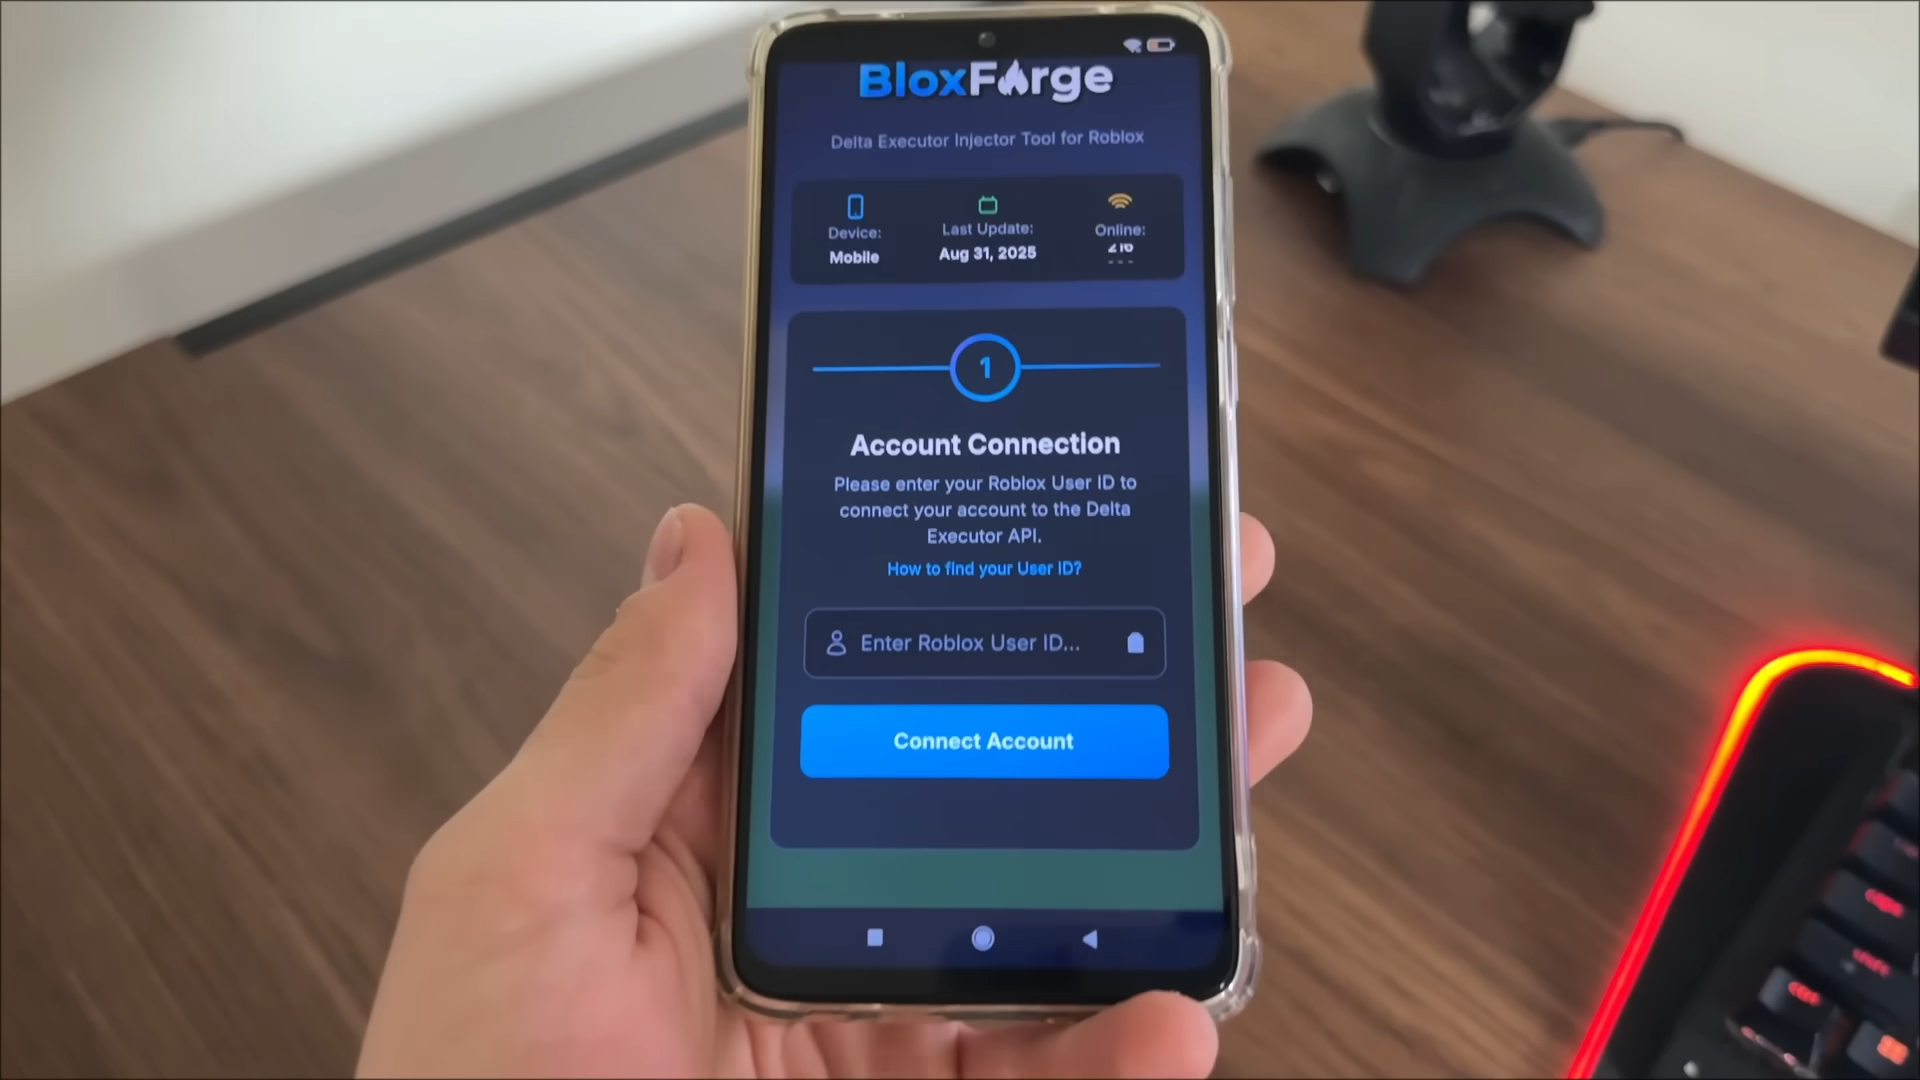 BloxForge
Delta Executor Injector Tool for Roblox
Device:
Mobile
Last Update:
Aug 31, 2025
Online:
1
Account Connection
Please enter your Roblox User ID to
connect your account to the Delta
Executor API.
How to find your User ID?
Enter Roblox User ID...
Connect Account